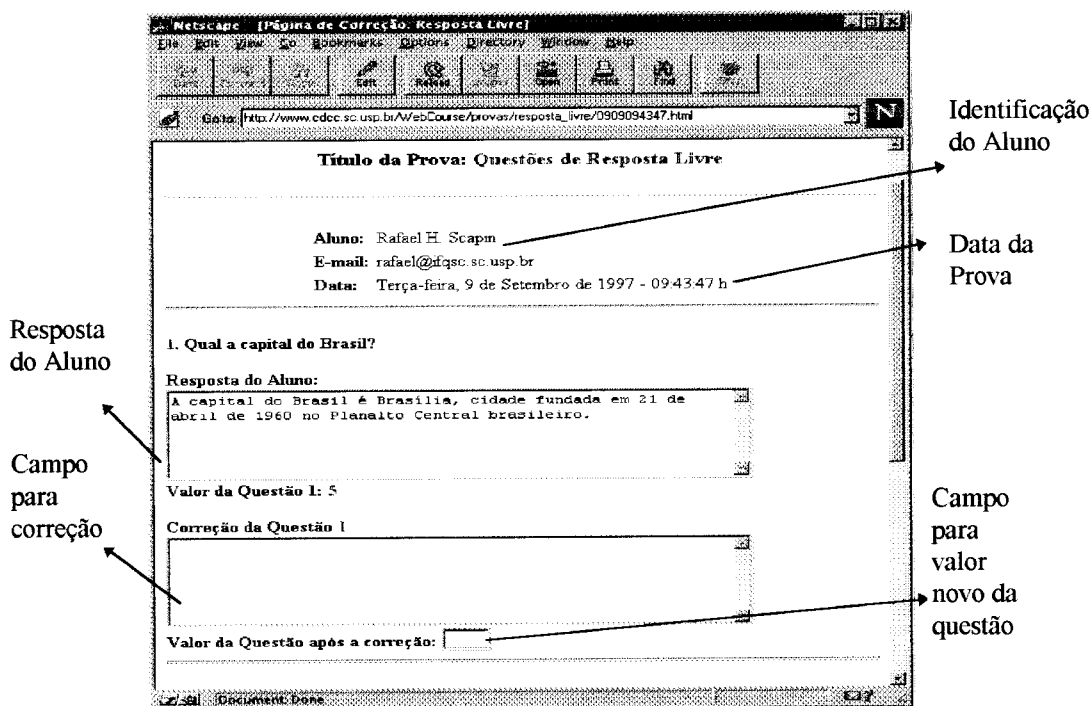 Netscape - [Página de Correção: Resposta Livre]
File Edit View Go Bookmarks Options Directory Window Help
Edit Reload Open Print Find
Go to: http://www.cdcc.sc.usp.br/WebCourse/provas/resposta_livre/0909094347.html
N
Título da Prova: Questões de Resposta Livre
Aluno: Rafael H. Scapin
E-mail: rafael@ifqsc.sc.usp.br
Data: Terça-feira, 9 de Setembro de 1997 - 09:43:47 h
1. Qual a capital do Brasil?
Resposta do Aluno:
A capital do Brasil é Brasília, cidade fundada em 21 de
abril de 1960 no Planalto Central brasileiro.
Valor da Questão 1: 5
Correção da Questão 1
Valor da Questão após a correção:
Document: Done
Identificação
do Aluno
Data da
Prova
Resposta
do Aluno
Campo
para
correção
Campo
para
valor
novo da
questão